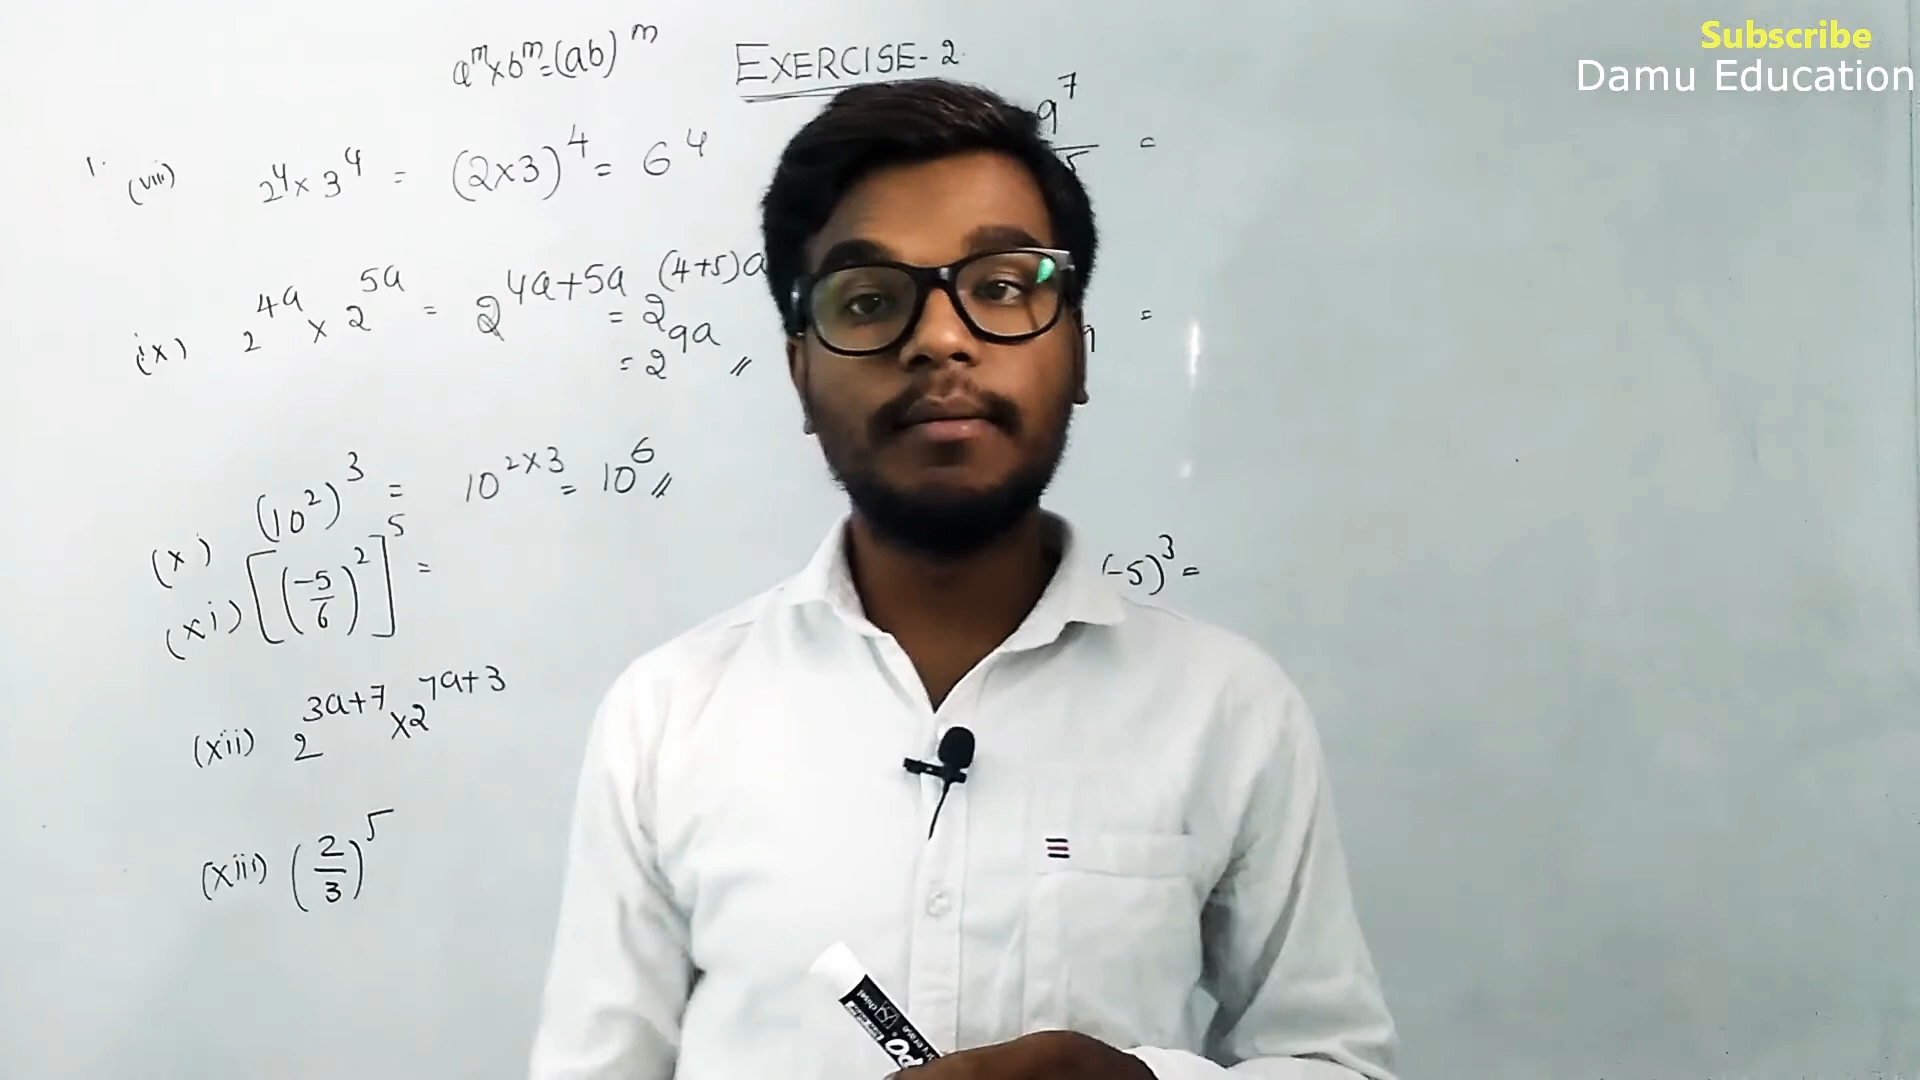 Subscribe
Damu Education
a^m × b^m = (ab)^m
EXERCISE - 2.
1. (viii) 2^4 × 3^4 = (2×3)^4 = 6^4
(ix) 2^4a × 2^5a = 2^4a+5a = 2^(4+5)a
= 2^9a //
(x) (10^2)^3 = 10^2×3 = 10^6 //
(xi) [(-5/6)^2]^5 =
(xii) 2^3a+7 × 2^7a+3
(xiii) (2/3)^5
=
=
(-5)^3 =